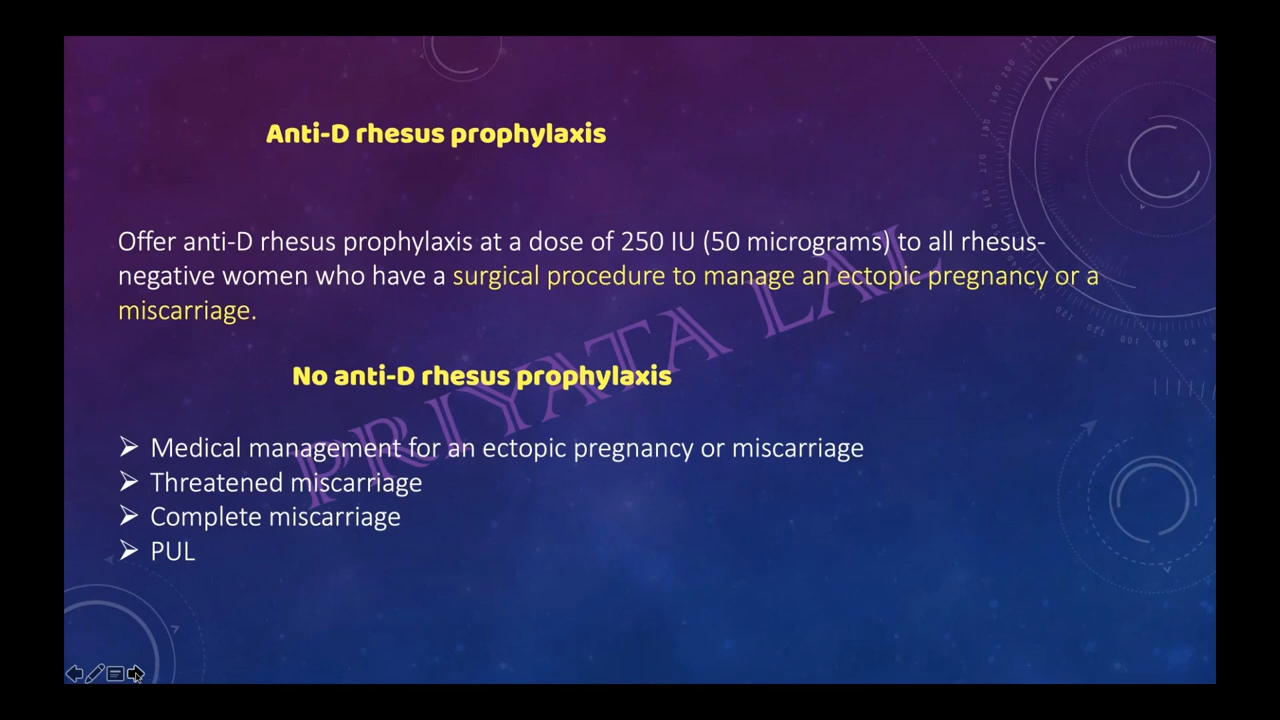 Anti-D rhesus prophylaxis
Offer anti-D rhesus prophylaxis at a dose of 250 IU (50 micrograms) to all rhesus-
negative women who have a surgical procedure to manage an ectopic pregnancy or a
miscarriage.
PRIYATA LAL
No anti-D rhesus prophylaxis
➢ Medical management for an ectopic pregnancy or miscarriage
➢ Threatened miscarriage
➢ Complete miscarriage
➢ PUL